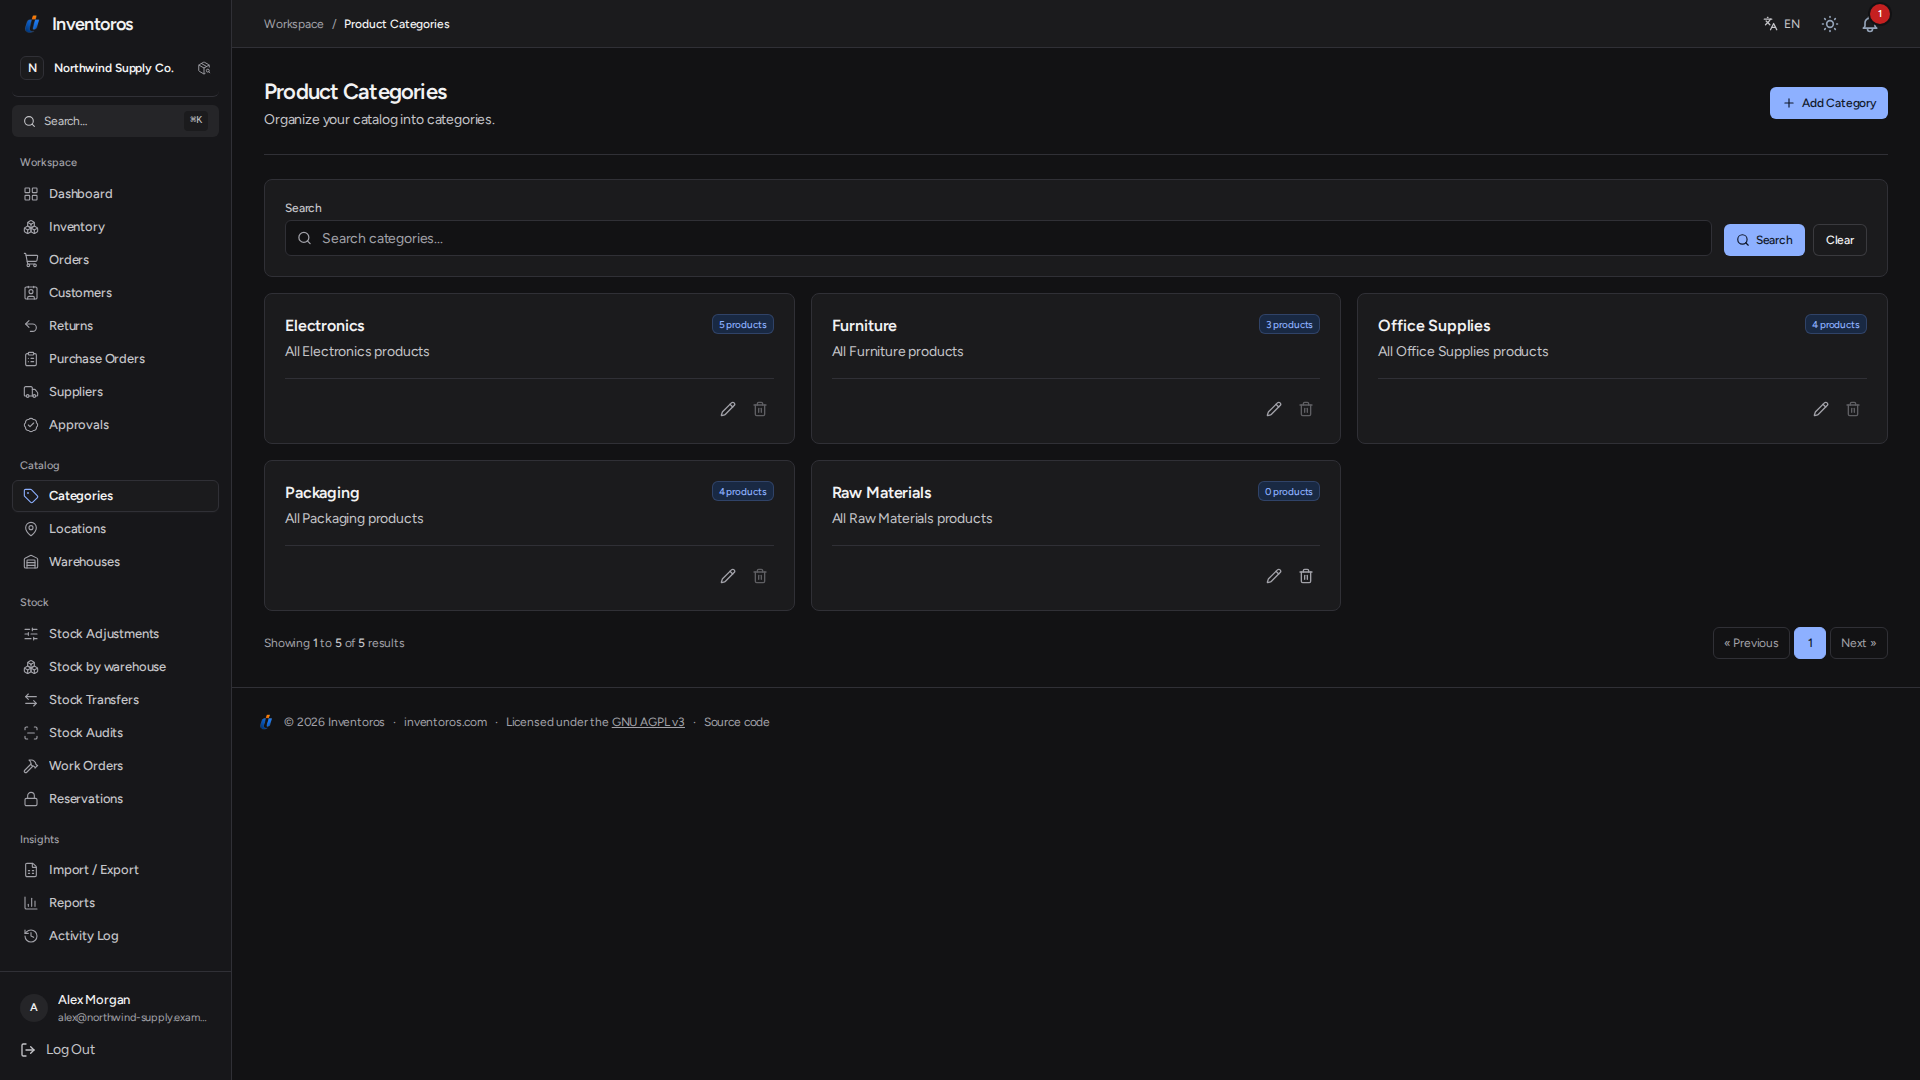 Inventoros
N Northwind Supply Co.
Search... ⌘K
Workspace
Dashboard
Inventory
Orders
Customers
Returns
Purchase Orders
Suppliers
Approvals
Catalog
Categories
Locations
Warehouses
Stock
Stock Adjustments
Stock by warehouse
Stock Transfers
Stock Audits
Work Orders
Reservations
Insights
Import / Export
Reports
Activity Log
A Alex Morgan
alex@northwind-supply.exam...
Log Out
Workspace / Product Categories
EN 1
Product Categories
Organize your catalog into categories.
+ Add Category
Search
Search categories...
Search Clear
Electronics 5 products
All Electronics products
Furniture 3 products
All Furniture products
Office Supplies 4 products
All Office Supplies products
Packaging 4 products
All Packaging products
Raw Materials 0 products
All Raw Materials products
Showing 1 to 5 of 5 results
« Previous 1 Next »
© 2026 Inventoros · inventoros.com · Licensed under the GNU AGPL v3 · Source code